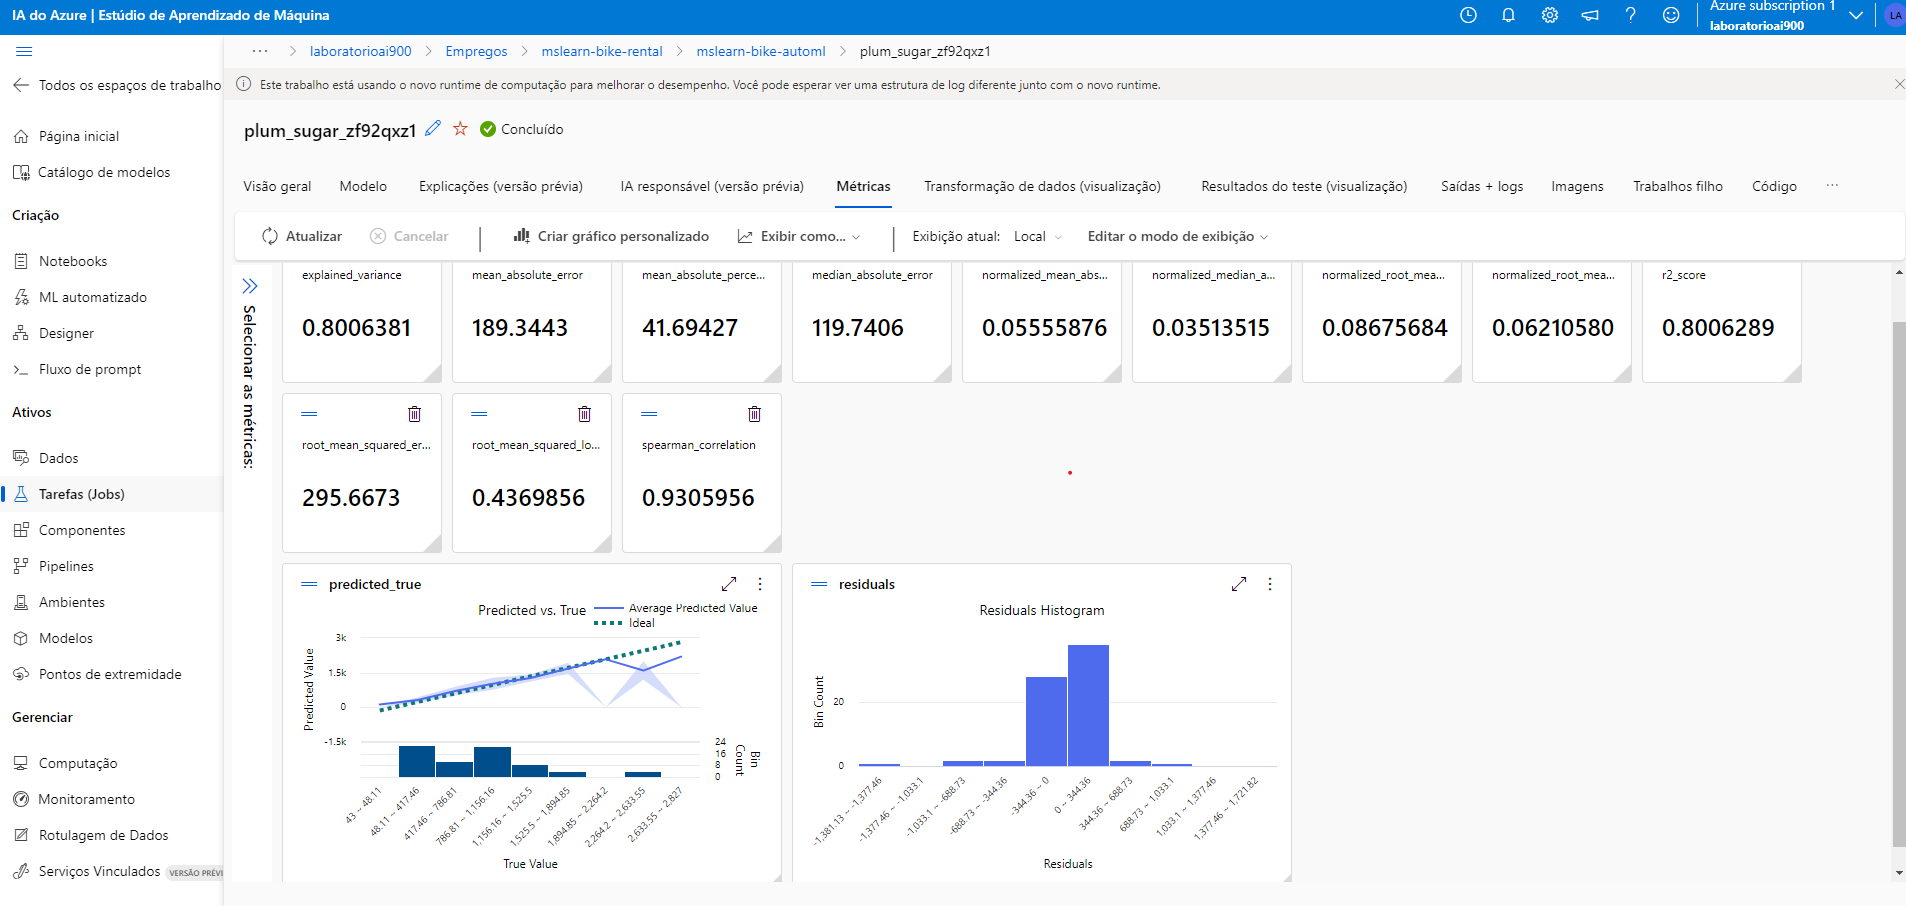 IA do Azure | Estúdio de Aprendizado de Máquina
Azure subscription 1
laboratorioai900
LA
Todos os espaços de trabalho
Página inicial
Catálogo de modelos
Criação
Notebooks
ML automatizado
Designer
Fluxo de prompt
Ativos
Dados
Tarefas (Jobs)
Componentes
Pipelines
Ambientes
Modelos
Pontos de extremidade
Gerenciar
Computação
Monitoramento
Rotulagem de Dados
Serviços Vinculados VERSÃO PRÉVI
... > laboratorioai900 > Empregos > mslearn-bike-rental > mslearn-bike-automl > plum_sugar_zf92qxz1
Este trabalho está usando o novo runtime de computação para melhorar o desempenho. Você pode esperar ver uma estrutura de log diferente junto com o novo runtime.
plum_sugar_zf92qxz1 Concluído
Visão geral Modelo Explicações (versão prévia) IA responsável (versão prévia) Métricas Transformação de dados (visualização) Resultados do teste (visualização) Saídas + logs Imagens Trabalhos filho Código ...
Atualizar Cancelar Criar gráfico personalizado Exibir como... Exibição atual: Local Editar o modo de exibição
Selecionar as métricas:
explained_variance mean_absolute_error mean_absolute_perce... median_absolute_error normalized_mean_abs... normalized_median_a... normalized_root_mea... normalized_root_mea... r2_score
0.8006381 189.3443 41.69427 119.7406 0.05555876 0.03513515 0.08675684 0.06210580 0.8006289
root_mean_squared_er... root_mean_squared_lo... spearman_correlation
295.6673 0.4369856 0.9305956
predicted_true
Predicted vs. True
Average Predicted Value
Ideal
Predicted Value
3k
1.5k
0
-1.5k
24
16
8
0
Bin Count
43 ~ 48.11
48.11 ~ 417.46
417.46 ~ 786.81
786.81 ~ 1,156.16
1,156.16 ~ 1,525.5
1,525.5 ~ 1,894.85
1,894.85 ~ 2,264.2
2,264.2 ~ 2,633.55
2,633.55 ~ 2,827
True Value
residuals
Residuals Histogram
Bin Count
20
0
-1,381.13 ~ -1,377.46
-1,377.46 ~ -1,033.1
-1,033.1 ~ -688.73
-688.73 ~ -344.36
-344.36 ~ 0
0 ~ 344.36
344.36 ~ 688.73
688.73 ~ 1,033.1
1,033.1 ~ 1,377.46
1,377.46 ~ 1,721.82
Residuals